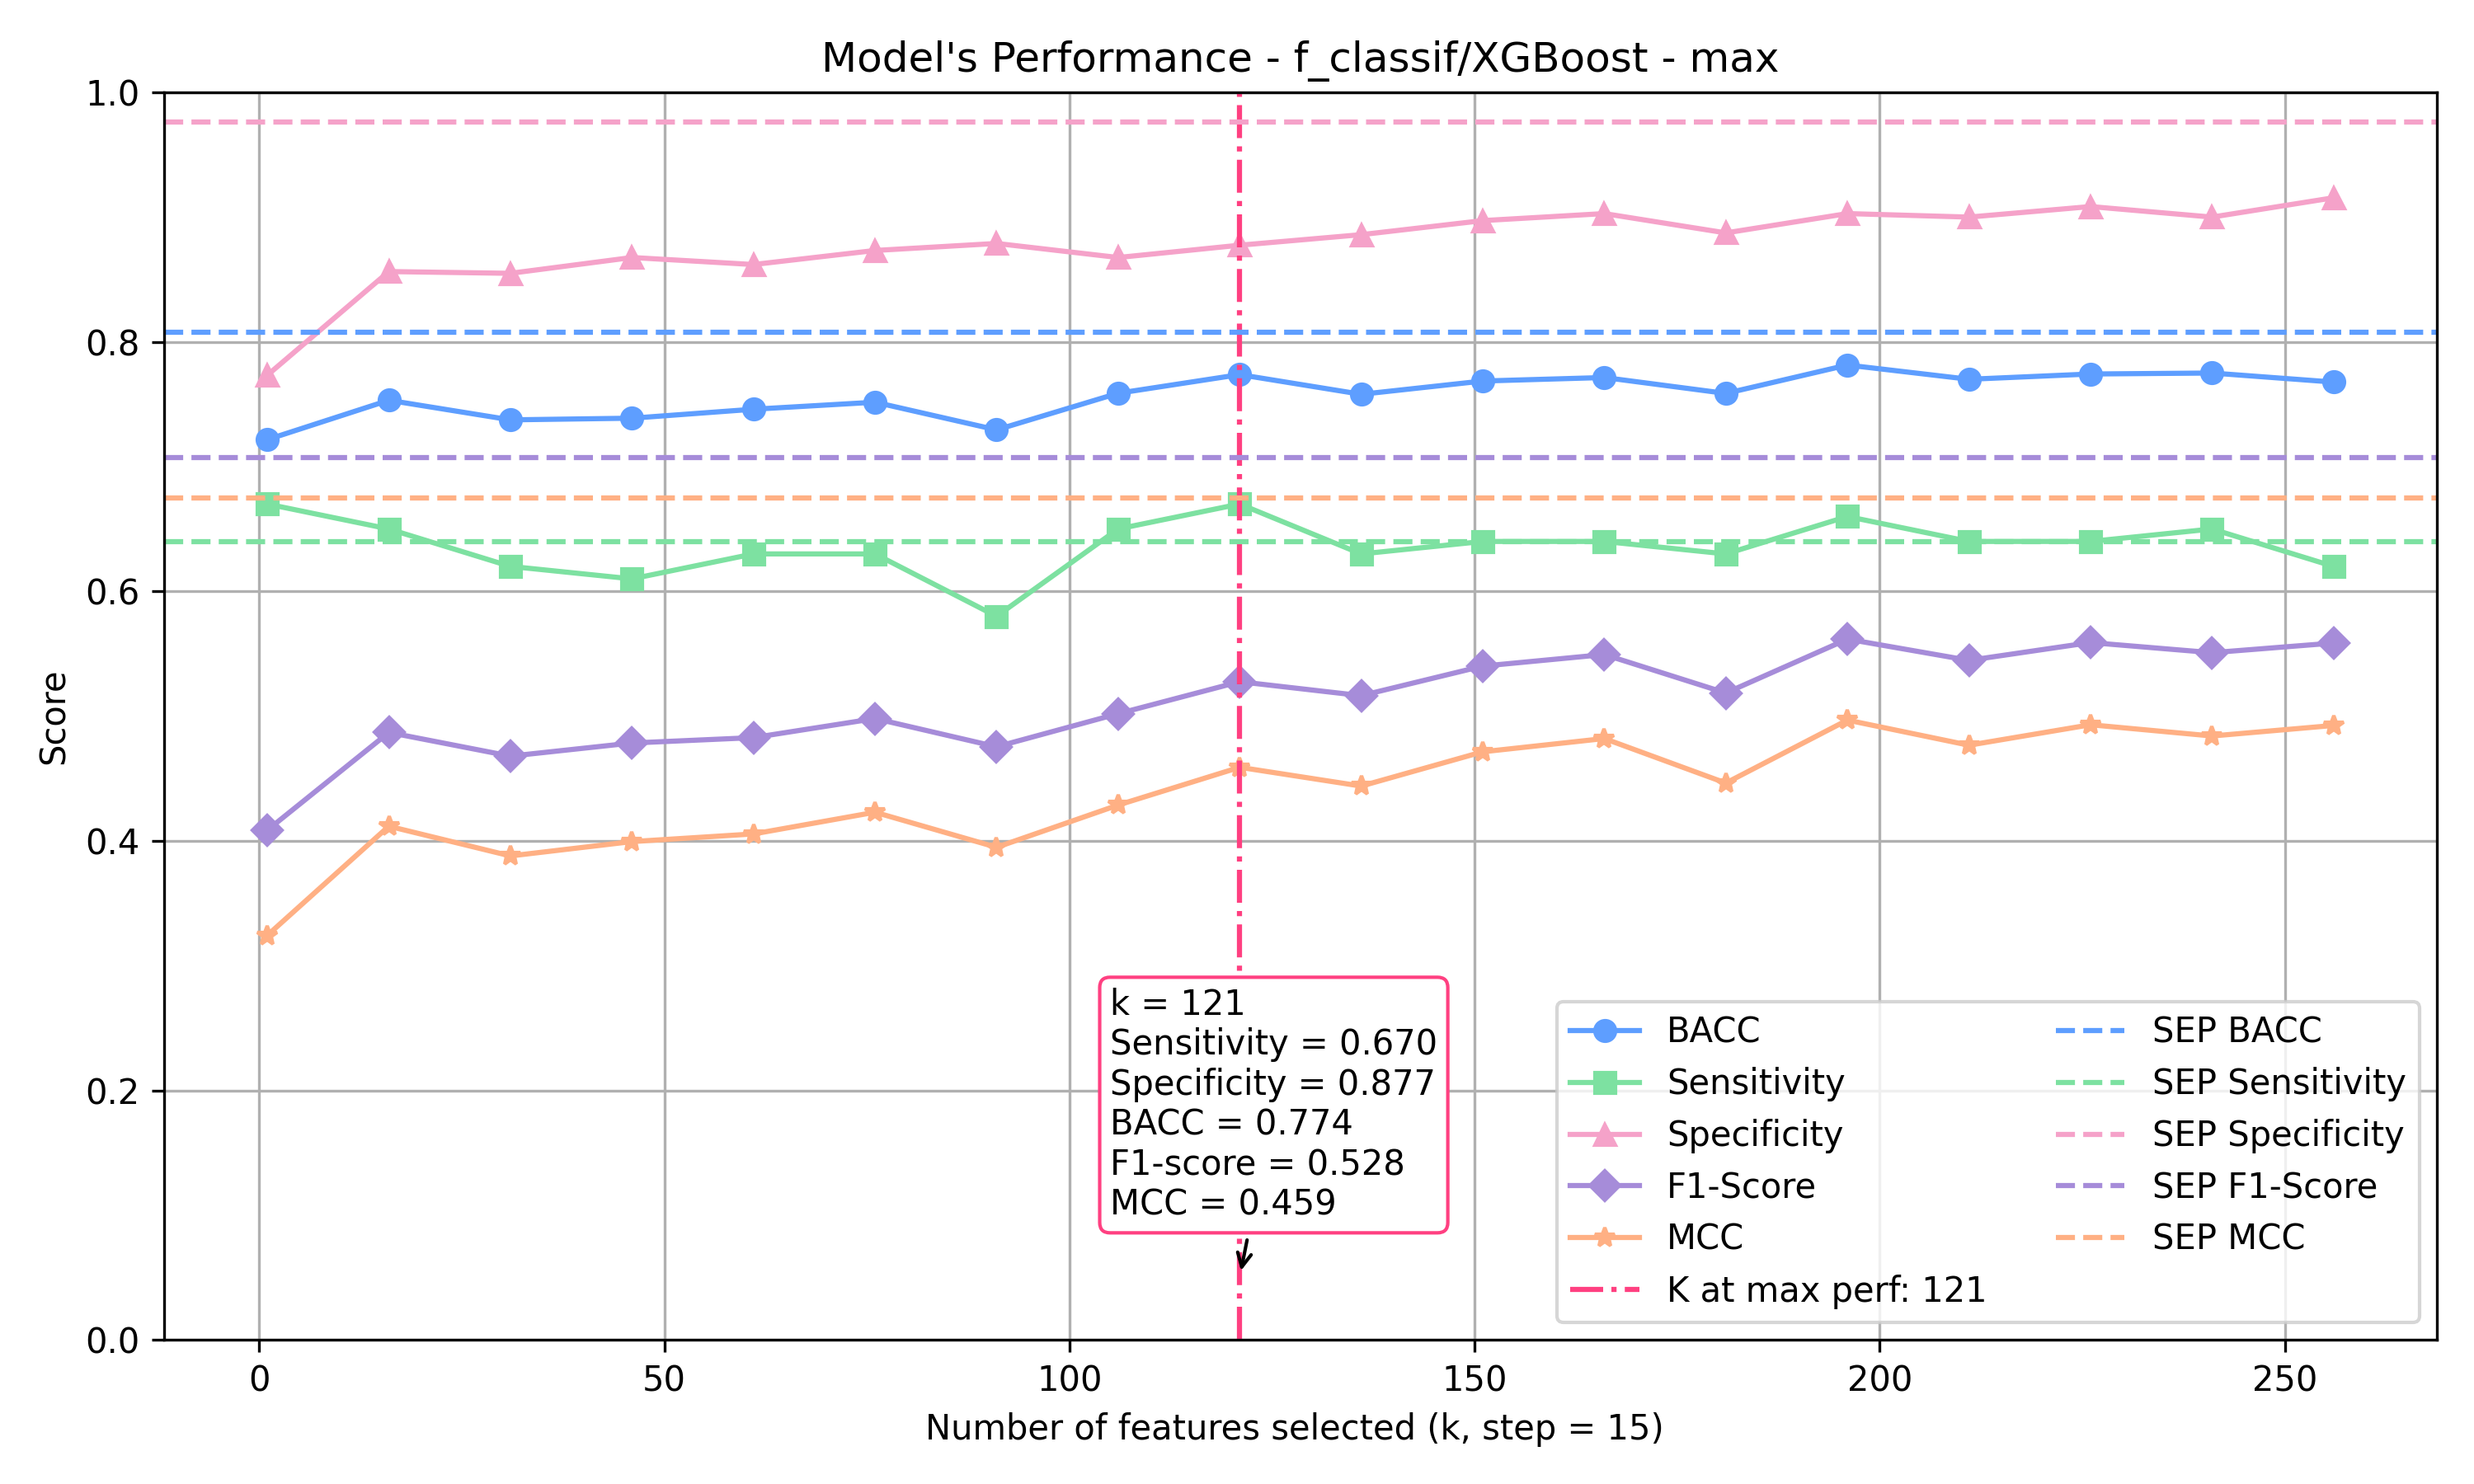 Model's Performance - f_classif/XGBoost - max
1.0
0.8
0.6
0.4
0.2
0.0
Score
0
50
100
150
200
250
Number of features selected (k, step = 15)
k = 121
Sensitivity = 0.670
Specificity = 0.877
BACC = 0.774
F1-score = 0.528
MCC = 0.459
BACC
Sensitivity
Specificity
F1-Score
MCC
K at max perf: 121
SEP BACC
SEP Sensitivity
SEP Specificity
SEP F1-Score
SEP MCC